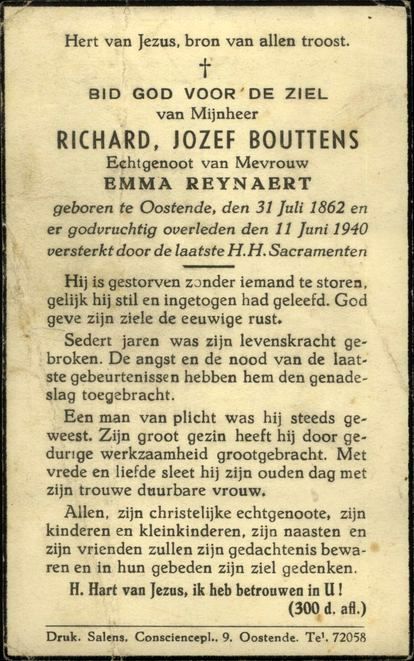 Hert van Jezus, bron van allen troost.
BID GOD VOOR DE ZIEL
van Mijnheer
RICHARD, JOZEF BOUTTENS
Echtgenoot van Mevrouw
EMMA REYNAERT
geboren te Oostende, den 31 Juli 1862 en
er godvruchtig overleden den 11 Juni 1940
versterkt door de laatste H.H. Sacramenten
Hij is gestorven zonder iemand te storen,
gelijk hij stil en ingetogen had geleefd. God
geve zijn ziele de eeuwige rust.
Sedert jaren was zijn levenskracht ge-
broken. De angst en de nood van de laat-
ste gebeurtenissen hebben hem den genade-
slag toegebracht.
Een man van plicht was hij steeds ge-
weest. Zijn groot gezin heeft hij door ge-
durige werkzaamheid grootgebracht. Met
vrede en liefde sleet hij zijn ouden dag met
zijn trouwe duurbare vrouw.
Allen, zijn christelijke echtgenoote, zijn
kinderen en kleinkinderen, zijn naasten en
zijn vrienden zullen zijn gedachtenis bewa-
ren en in hun gebeden zijn ziel gedenken.
H. Hart van Jezus, ik heb betrouwen in U!
(300 d. afl.)
Druk. Salens, Consciencepl., 9. Oostende. Tel. 72058